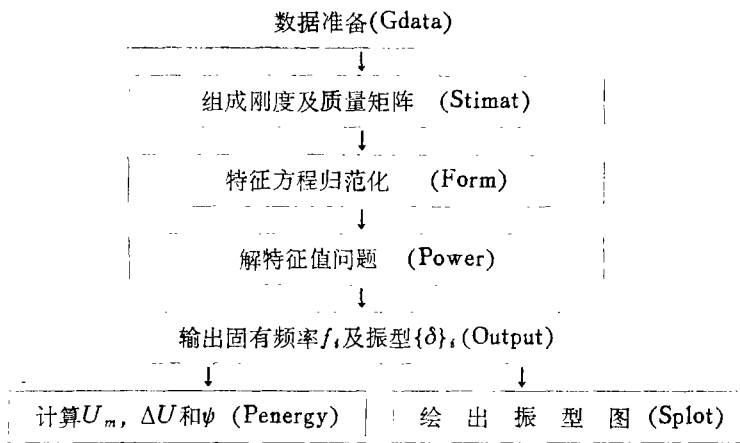 数据准备(Gdata)
↓
组成刚度及质量矩阵 (Stimat)
↓
特征方程归范化 (Form)
↓
解特征值问题 (Power)
↓
输出固有频率f_i及振型{δ}_i(Output)
↓ ↓
计算U_m, ΔU和ψ (Penergy)
绘出振型图(Splot)